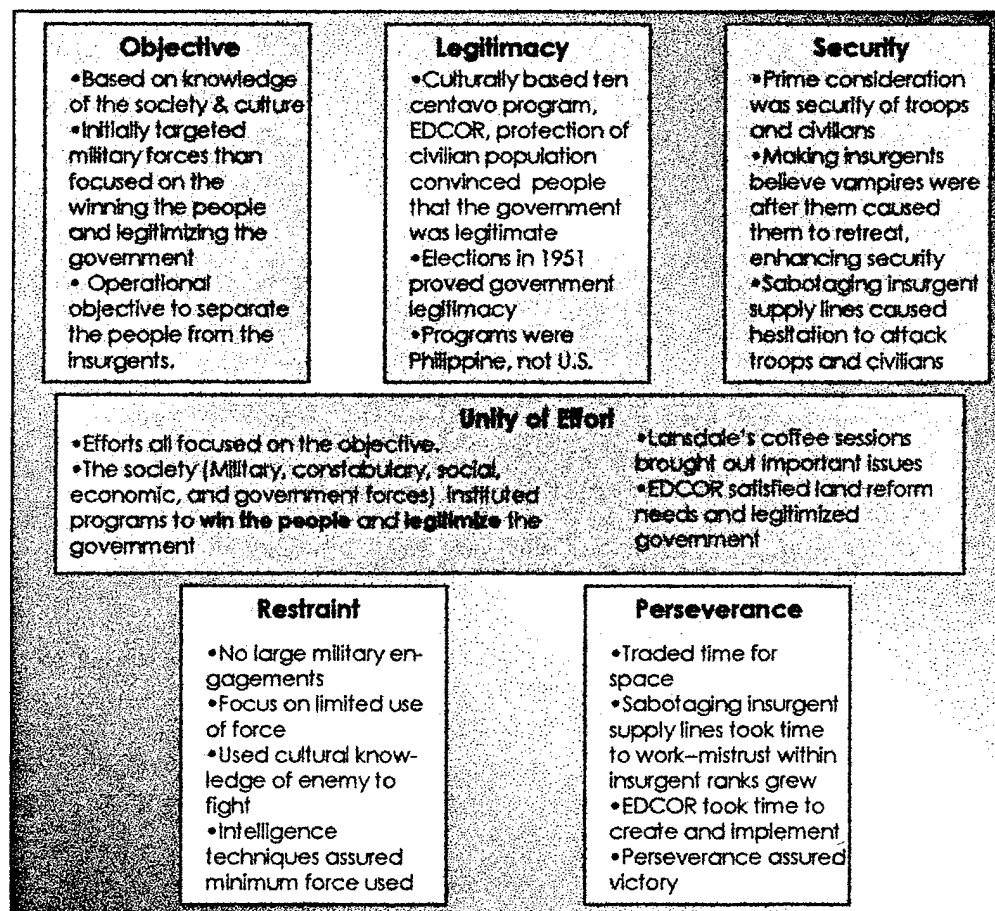 Objective
•Based on knowledge
of the society & culture
•Initially targeted
military forces than
focused on the
winning the people
and legitimizing the
government
• Operational
objective to separate
the people from the
insurgents.
Legitimacy
•Culturally based ten
centavo program,
EDCOR, protection of
civilian population
convinced people
that the government
was legitimate
•Elections in 1951
proved government
legitimacy
•Programs were
Philippine, not U.S.
Security
•Prime consideration
was security of troops
and civilians
•Making insurgents
believe vampires were
after them caused
them to retreat,
enhancing security
•Sabotaging insurgent
supply lines caused
hesitation to attack
troops and civilians
Unity of Effort
•Efforts all focused on the objective.
•The society (Military, constabulary, social,
economic, and government forces) instituted
programs to win the people and legitimize the
government
•Lansdale's coffee sessions
brought out important issues
•EDCOR satisfied land reform
needs and legitimized
government
Restraint
•No large military en-
gagements
•Focus on limited use
of force
•Used cultural know-
ledge of enemy to
fight
•Intelligence
techniques assured
minimum force used
Perseverance
•Traded time for
space
•Sabotaging insurgent
supply lines took time
to work–mistrust within
insurgent ranks grew
•EDCOR took time to
create and implement
•Perseverance assured
victory